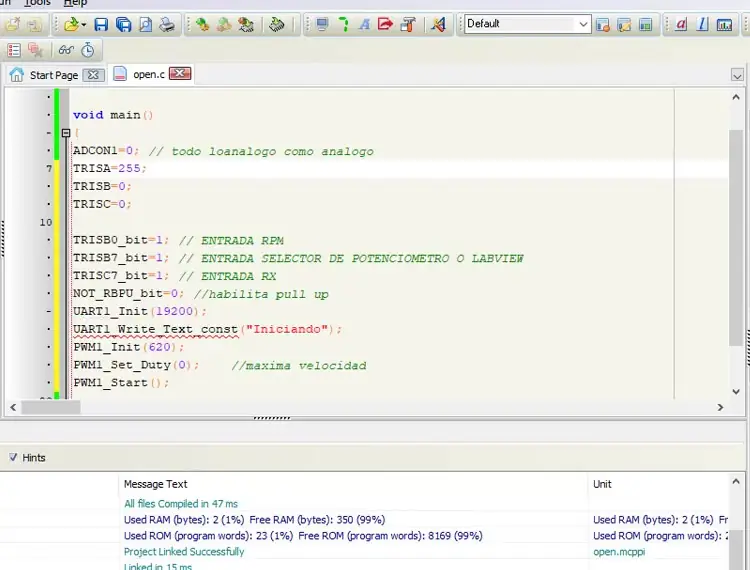 Tools Help
Default
Start Page open.c
void main()
{
ADCON1=0; // todo loanalogo como analogo
7 TRISA=255;
TRISB=0;
TRISC=0;
10
TRISB0_bit=1; // ENTRADA RPM
TRISB7_bit=1; // ENTRADA SELECTOR DE POTENCIOMETRO O LABVIEW
TRISC7_bit=1; // ENTRADA RX
NOT_RBPU_bit=0; //habilita pull up
UART1_Init(19200);
UART1_Write_Text_const("Iniciando");
PWM1_Init(620);
PWM1_Set_Duty(0); //maxima velocidad
PWM1_Start();
Hints
Message Text Unit
All files Compiled in 47 ms
Used RAM (bytes): 2 (1%) Free RAM (bytes): 350 (99%) Used RAM (bytes): 2 (1%)
Used ROM (program words): 23 (1%) Free ROM (program words): 8169 (99%) Used ROM (program words):
Project Linked Successfully open.mcppi
Linked in 15 ms